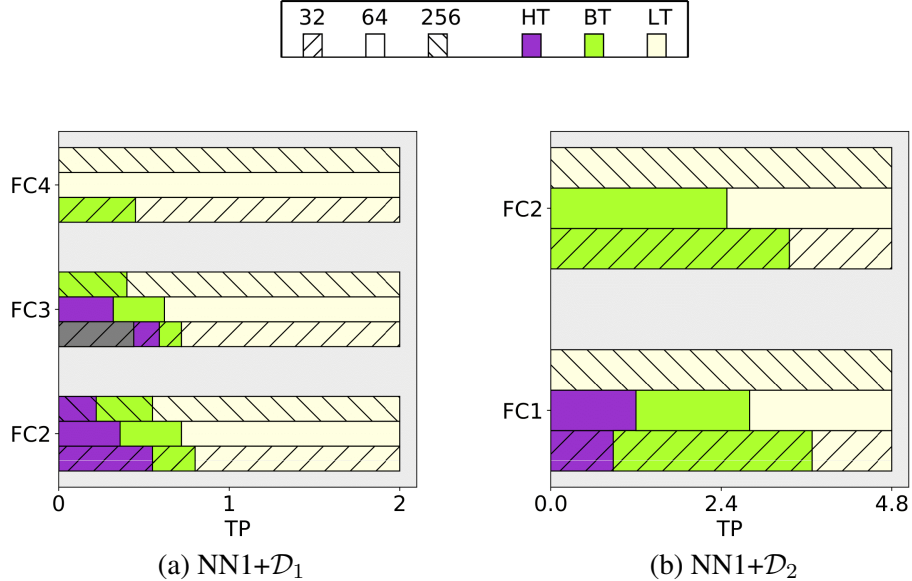 32 64 256 HT BT LT
FC4
FC3
FC2
0 1 2
TP
(a) NN1+𝒟₁
FC2
FC1
0.0 2.4 4.8
TP
(b) NN1+𝒟₂